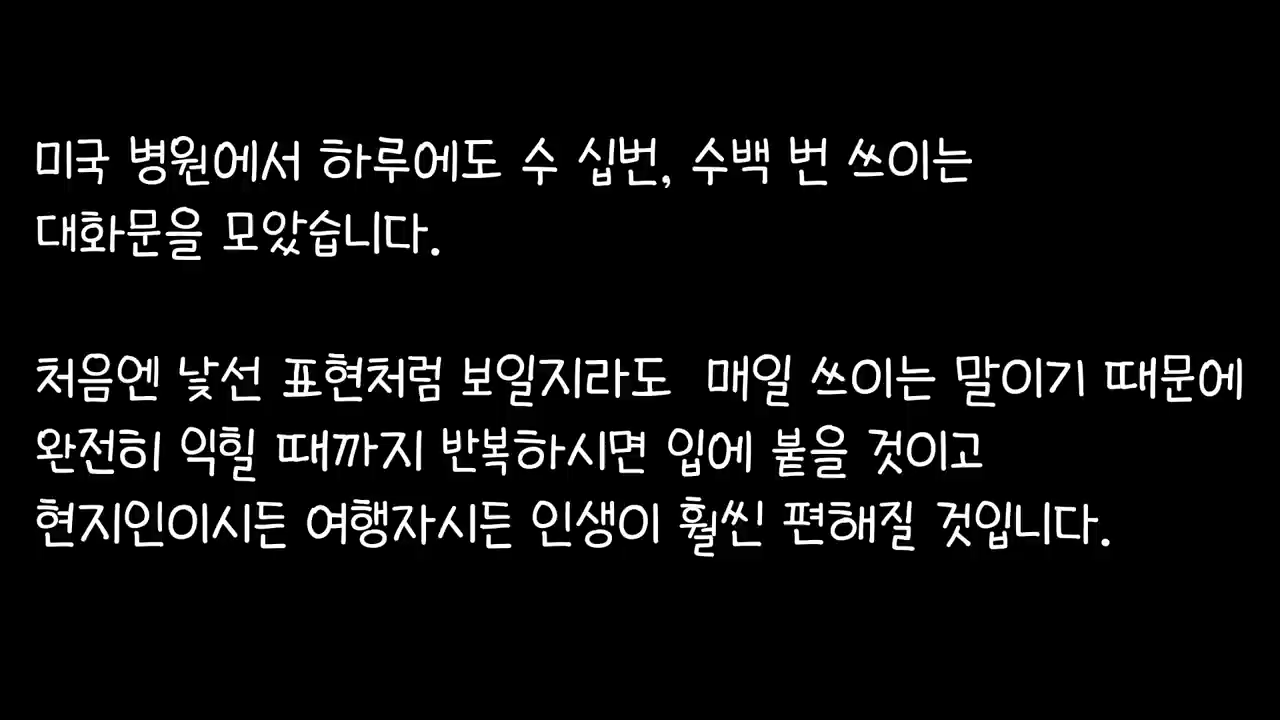 미국 병원에서 하루에도 수 십번, 수백 번 쓰이는
대화문을 모았습니다.
처음엔 낯선 표현처럼 보일지라도 매일 쓰이는 말이기 때문에
완전히 익힐 때까지 반복하시면 입에 붙을 것이고
현지인이시든 여행자시든 인생이 훨씬 편해질 것입니다.